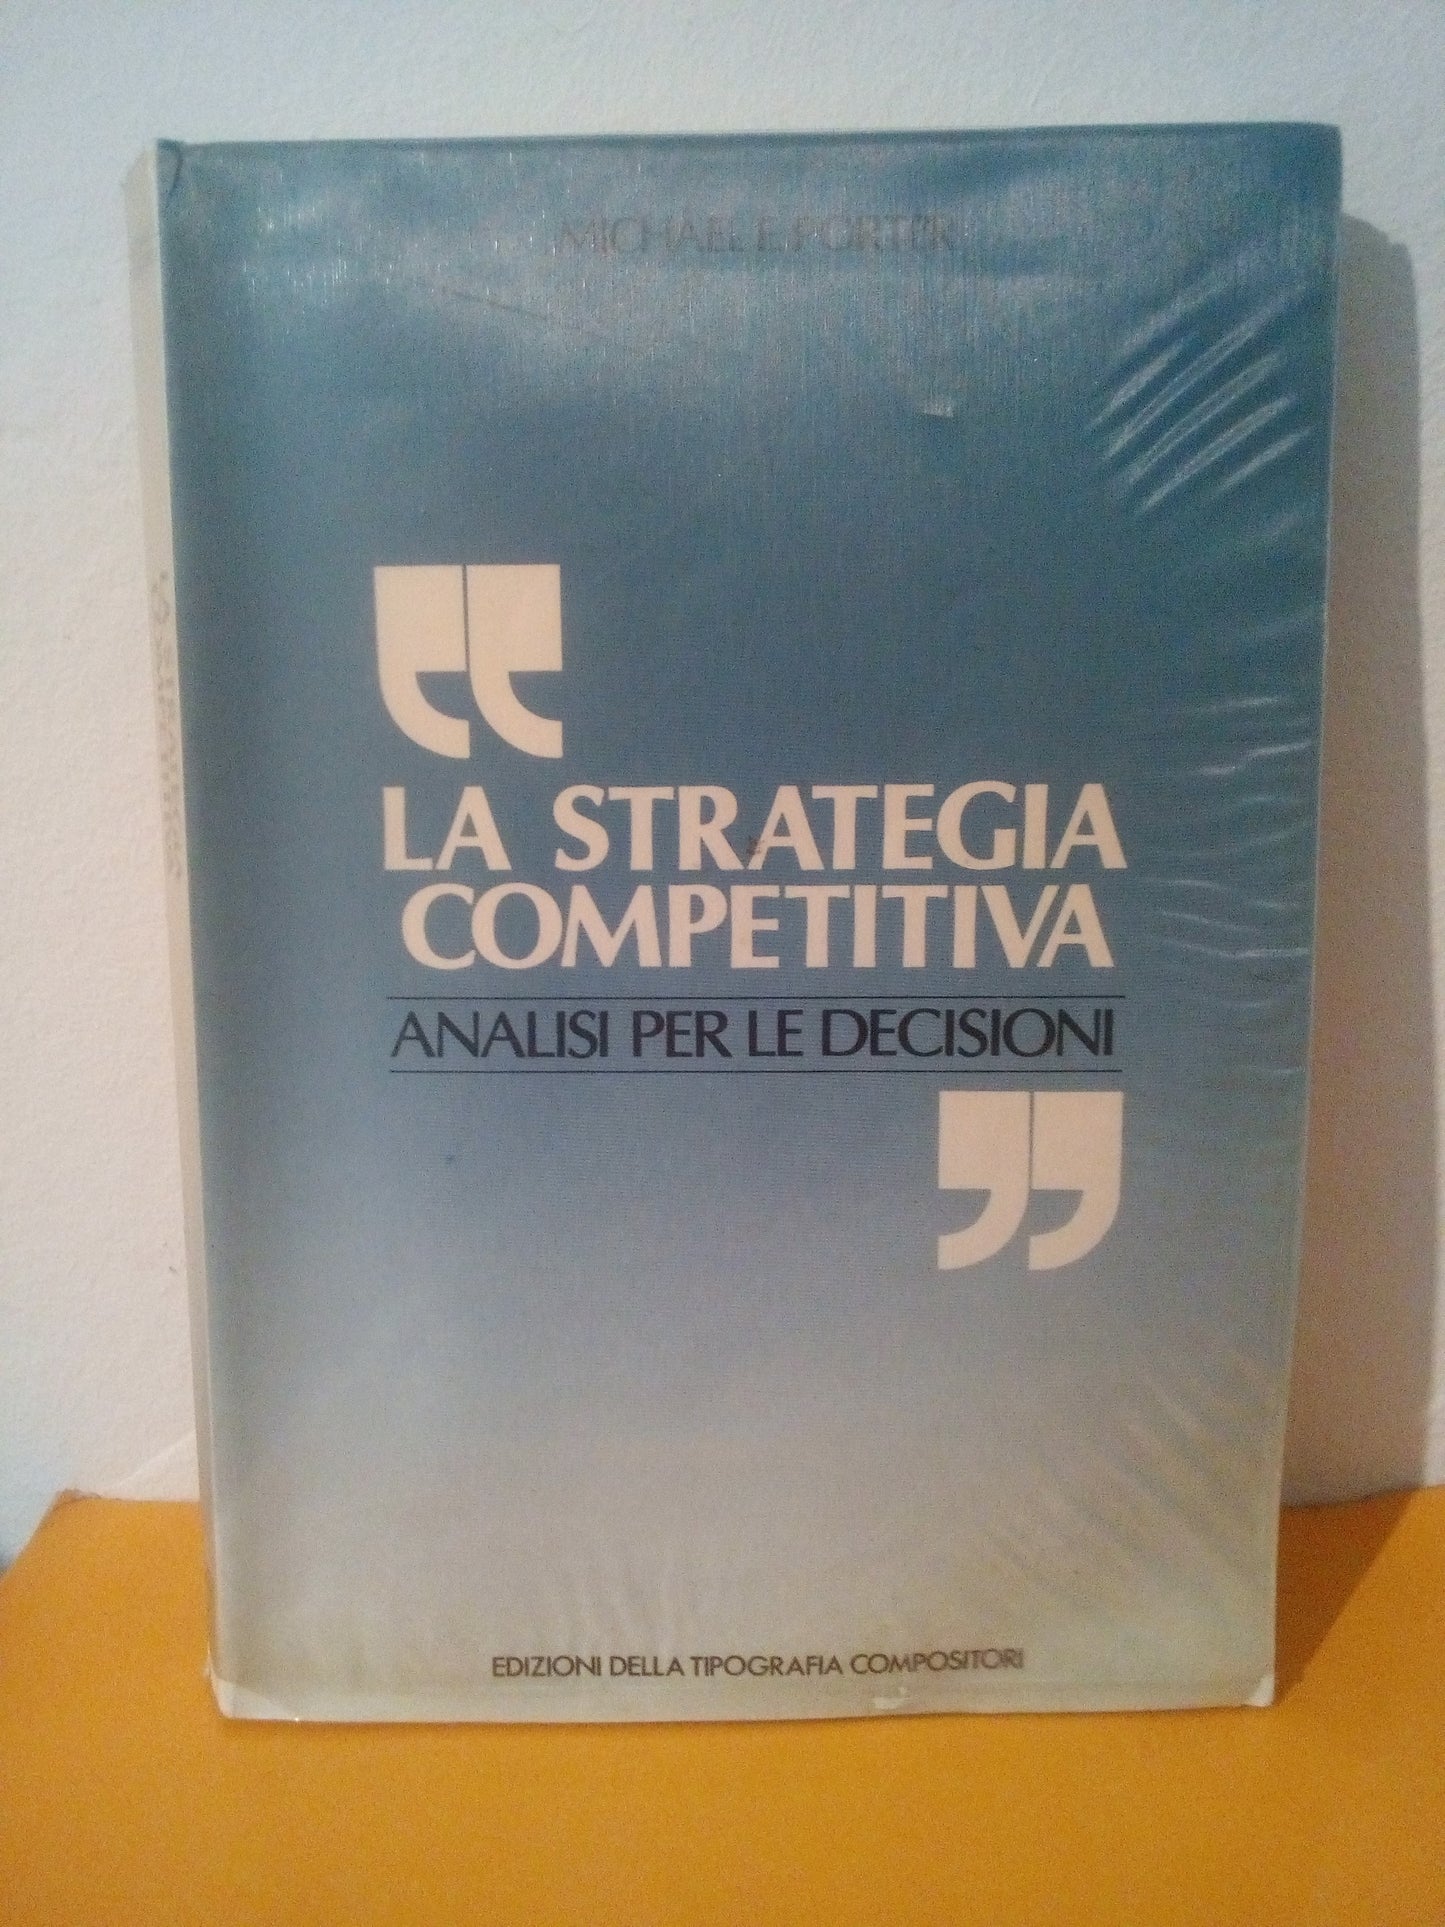 MICHAEL E. PORTER
"
LA STRATEGIA
COMPETITIVA
ANALISI PER LE DECISIONI
"
EDIZIONI DELLA TIPOGRAFIA COMPOSITORI